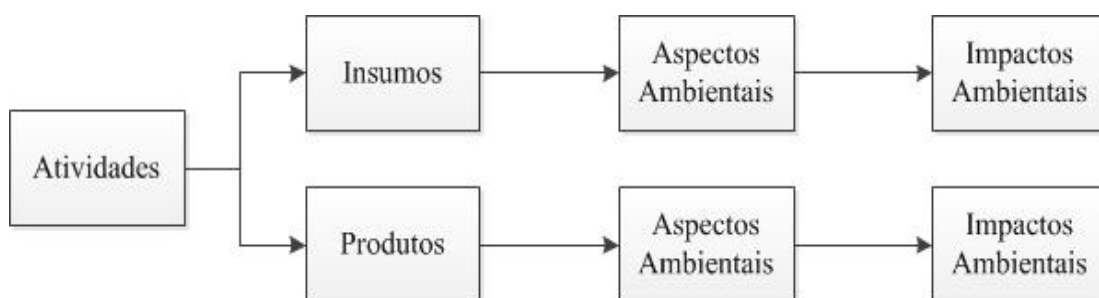 Atividades
Insumos
Aspectos
Ambientais
Impactos
Ambientais
Produtos
Aspectos
Ambientais
Impactos
Ambientais